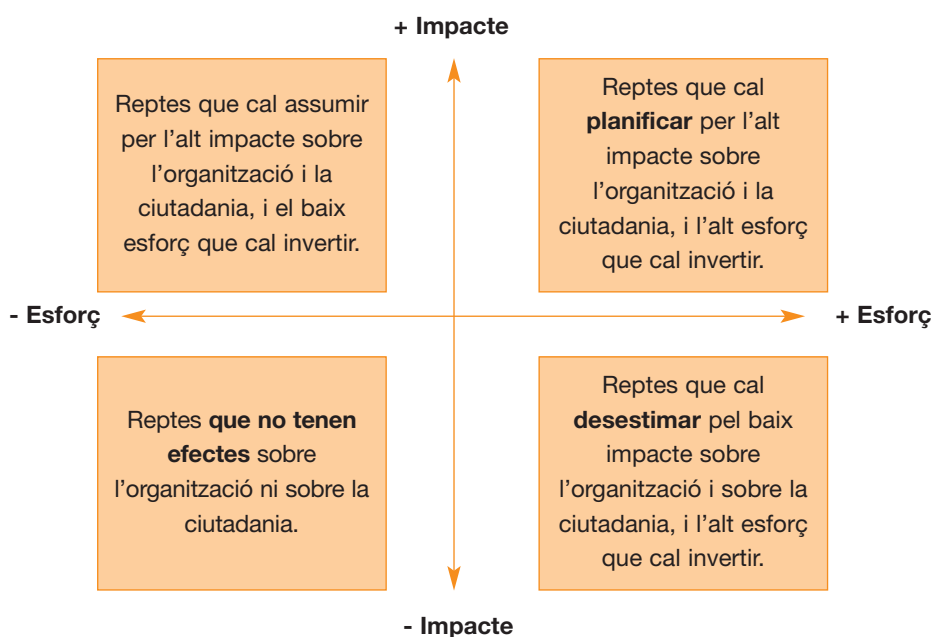 + Impacte
Reptes que cal assumir
per l’alt impacte sobre
l’organització i la
ciutadania, i el baix
esforç que cal invertir.
Reptes que cal
planificar per l’alt
impacte sobre
l’organització i la
ciutadania, i l’alt esforç
que cal invertir.
- Esforç
+ Esforç
Reptes que no tenen
efectes sobre
l’organització ni sobre la
ciutadania.
Reptes que cal
desestimar pel baix
impacte sobre
l’organització i sobre la
ciutadania, i l’alt esforç
que cal invertir.
- Impacte